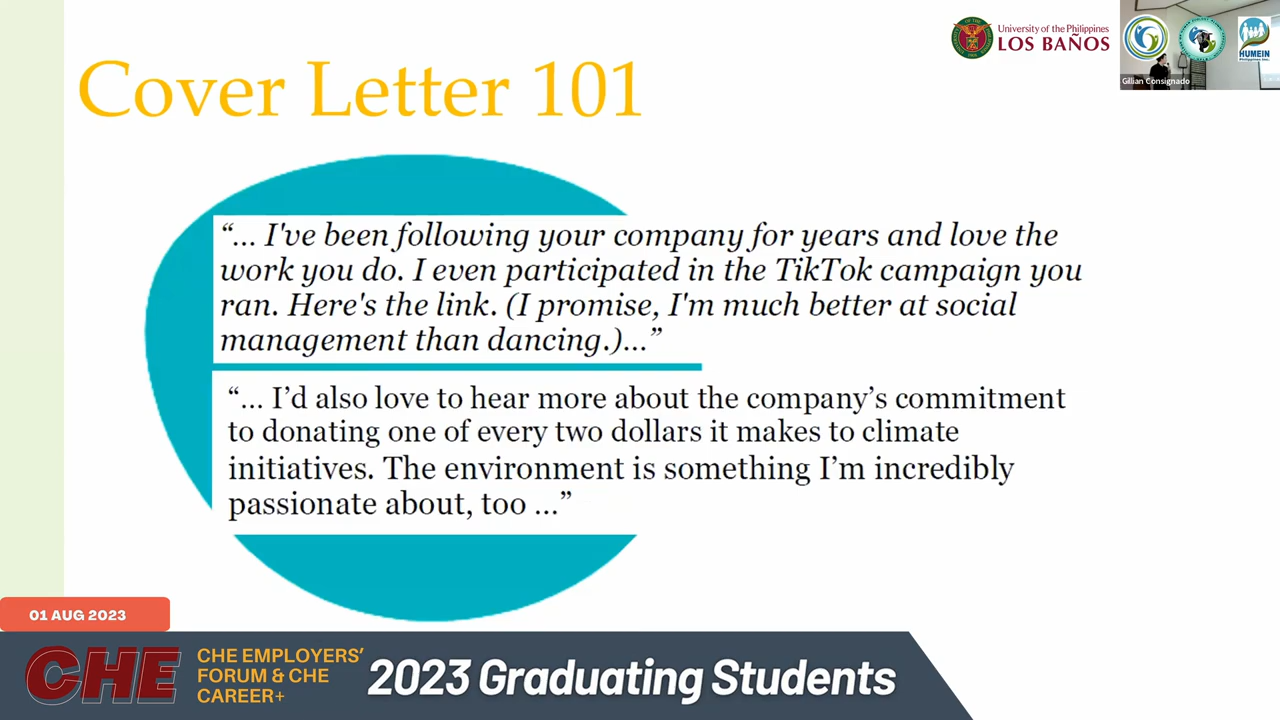 University of the Philippines
LOS BAÑOS
HUMEIN
Philippines Inc.
Gillian Consignado
Cover Letter 101
“... I've been following your company for years and love the
work you do. I even participated in the TikTok campaign you
ran. Here's the link. (I promise, I'm much better at social
management than dancing.)...”
“... I’d also love to hear more about the company’s commitment
to donating one of every two dollars it makes to climate
initiatives. The environment is something I’m incredibly
passionate about, too ...”
01 AUG 2023
CHE
CHE EMPLOYERS’
FORUM & CHE
CAREER+
2023 Graduating Students